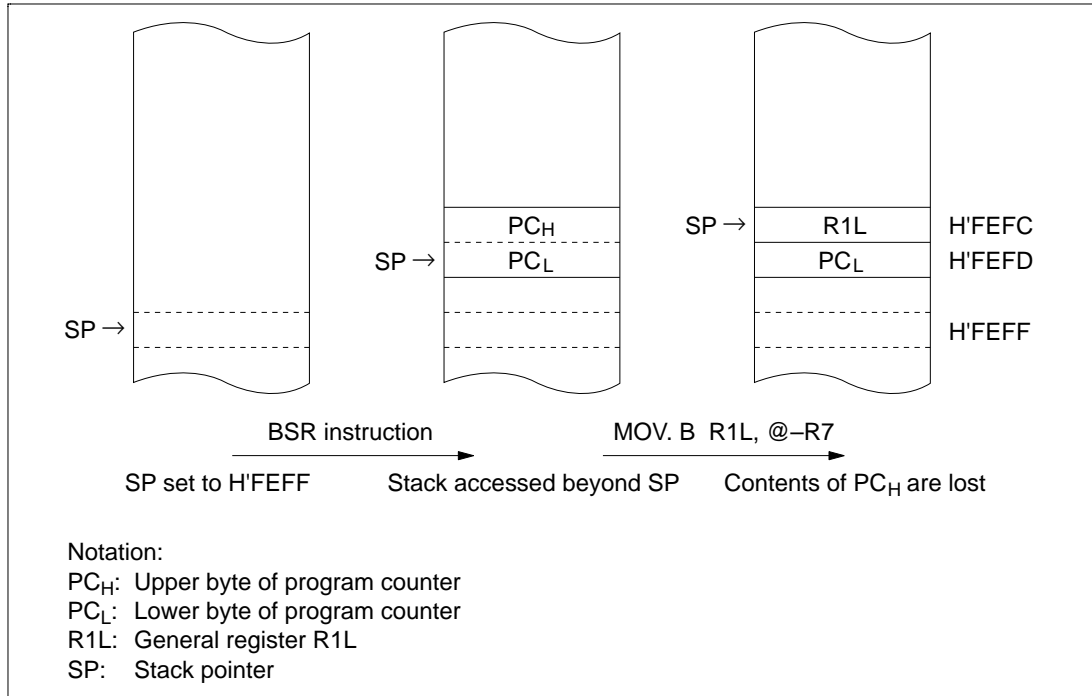 PCH
SP → R1L H'FEFC
SP → PCL PCL H'FEFD
SP → H'FEFF
BSR instruction MOV. B R1L, @–R7
SP set to H'FEFF Stack accessed beyond SP Contents of PCH are lost
Notation:
PCH: Upper byte of program counter
PCL: Lower byte of program counter
R1L: General register R1L
SP: Stack pointer